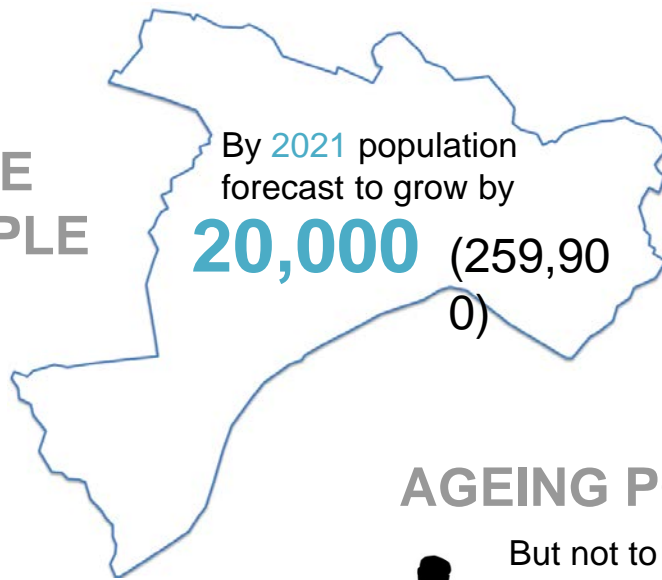 By 2021 population
forecast to grow by
E
PLE
20,000 (259,90
0)
AGEING P
But not to